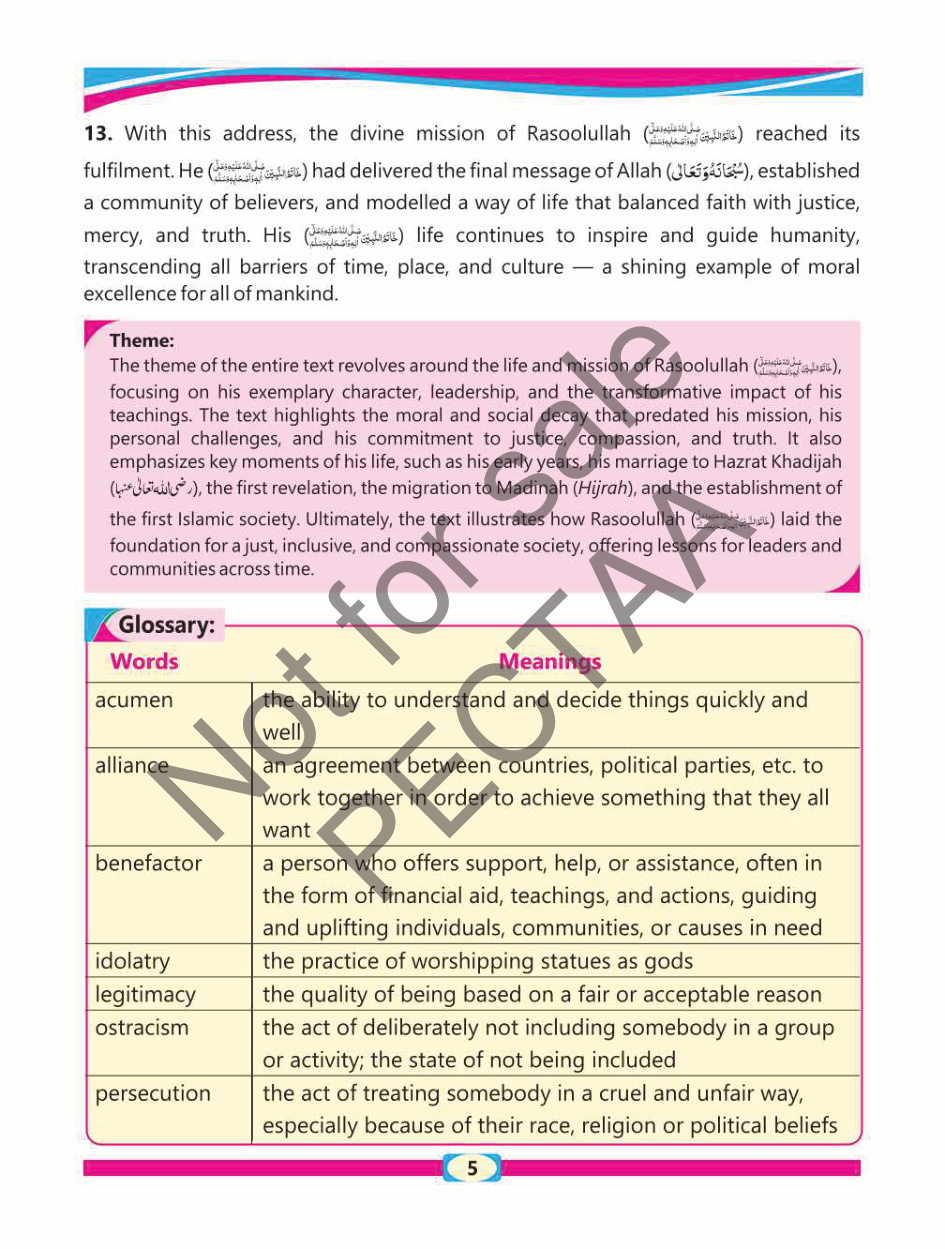 13. With this address, the divine mission of Rasoolullah (خَاتَمُ النَّبِيِّينَ صَلَّى اللهُ عَلَيْهِ وَعَلَىٰ آلِهٖ وَأَصْحَابِهٖ وَسَلَّمَ) reached its
fulfilment. He (خَاتَمُ النَّبِيِّينَ صَلَّى اللهُ عَلَيْهِ وَعَلَىٰ آلِهٖ وَأَصْحَابِهٖ وَسَلَّمَ) had delivered the final message of Allah (سُبْحَانَهٗ وَتَعَالٰى), established
a community of believers, and modelled a way of life that balanced faith with justice,
mercy, and truth. His (خَاتَمُ النَّبِيِّينَ صَلَّى اللهُ عَلَيْهِ وَعَلَىٰ آلِهٖ وَأَصْحَابِهٖ وَسَلَّمَ) life continues to inspire and guide humanity,
transcending all barriers of time, place, and culture — a shining example of moral
excellence for all of mankind.
Theme:
The theme of the entire text revolves around the life and mission of Rasoolullah (خَاتَمُ النَّبِيِّينَ صَلَّى اللهُ عَلَيْهِ وَعَلَىٰ آلِهٖ وَأَصْحَابِهٖ وَسَلَّمَ),
focusing on his exemplary character, leadership, and the transformative impact of his
teachings. The text highlights the moral and social decay that predated his mission, his
personal challenges, and his commitment to justice, compassion, and truth. It also
emphasizes key moments of his life, such as his early years, his marriage to Hazrat Khadijah
(رضی اللہ تعالیٰ عنہا), the first revelation, the migration to Madinah (Hijrah), and the establishment of
the first Islamic society. Ultimately, the text illustrates how Rasoolullah (خَاتَمُ النَّبِيِّينَ صَلَّى اللهُ عَلَيْهِ وَعَلَىٰ آلِهٖ وَأَصْحَابِهٖ وَسَلَّمَ) laid the
foundation for a just, inclusive, and compassionate society, offering lessons for leaders and
communities across time.
Glossary:
Words Meanings
acumen the ability to understand and decide things quickly and
well
alliance an agreement between countries, political parties, etc. to
work together in order to achieve something that they all
want
benefactor a person who offers support, help, or assistance, often in
the form of financial aid, teachings, and actions, guiding
and uplifting individuals, communities, or causes in need
idolatry the practice of worshipping statues as gods
legitimacy the quality of being based on a fair or acceptable reason
ostracism the act of deliberately not including somebody in a group
or activity; the state of not being included
persecution the act of treating somebody in a cruel and unfair way,
especially because of their race, religion or political beliefs
5
Not for sale
PECTAA